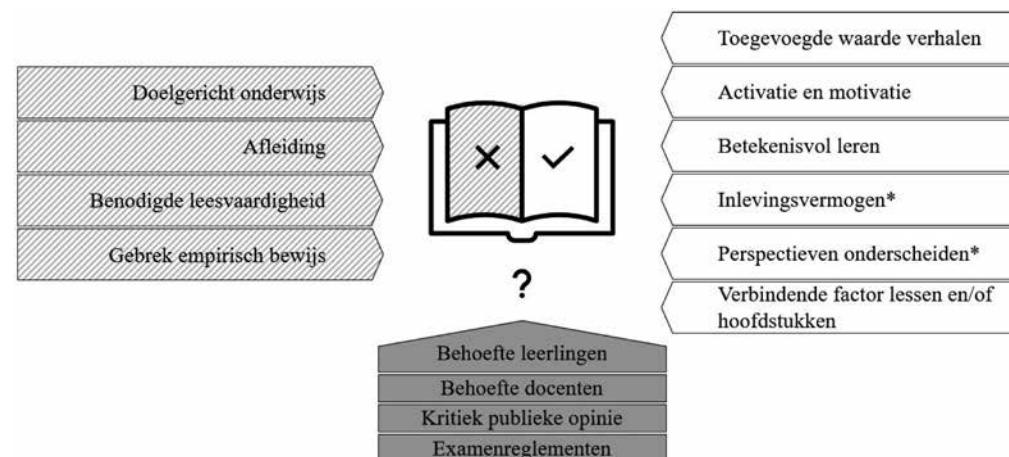 Doelgericht onderwijs
Afleiding
Benodigde leesvaardigheid
Gebrek empirisch bewijs
?
Toegevoegde waarde verhalen
Activatie en motivatie
Betekenisvol leren
Inlevingsvermogen*
Perspectieven onderscheiden*
Verbindende factor lessen en/of
hoofdstukken
Behoefte leerlingen
Behoefte docenten
Kritiek publieke opinie
Examenreglementen